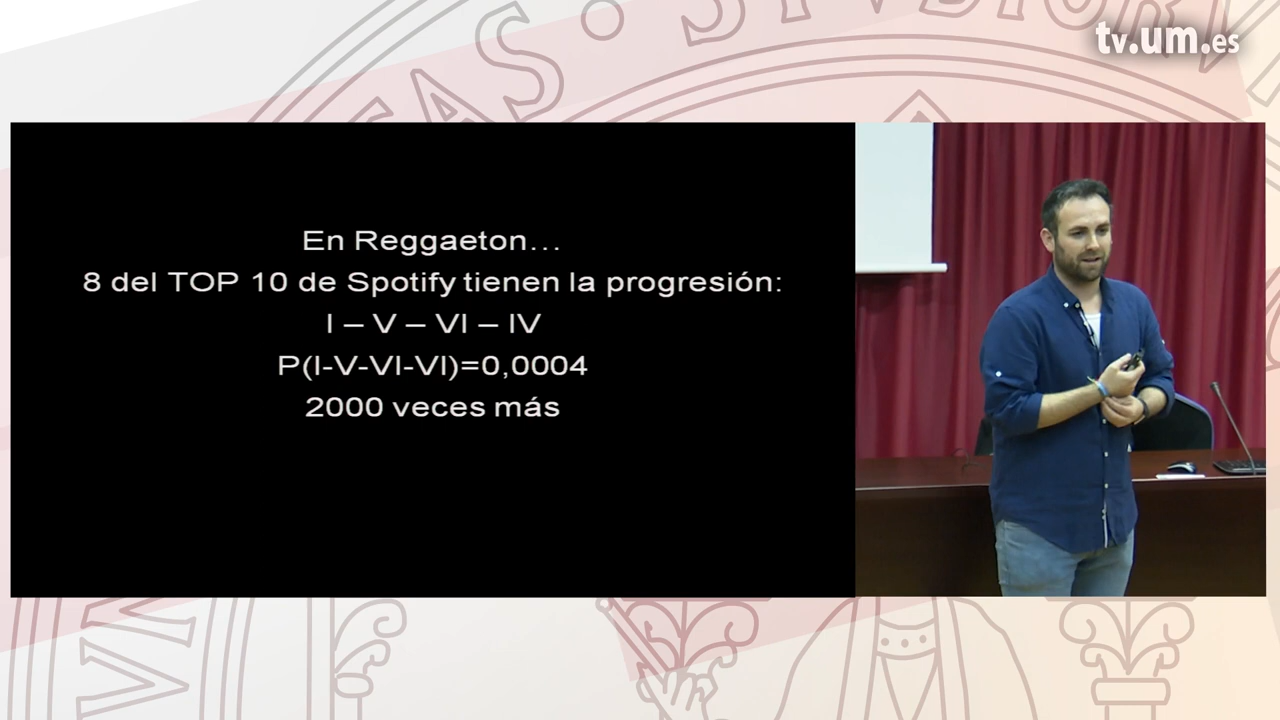 tv.um.es
En Reggaeton…
8 del TOP 10 de Spotify tienen la progresión:
I – V – VI – IV
P(I-V-VI-VI)=0,0004
2000 veces más